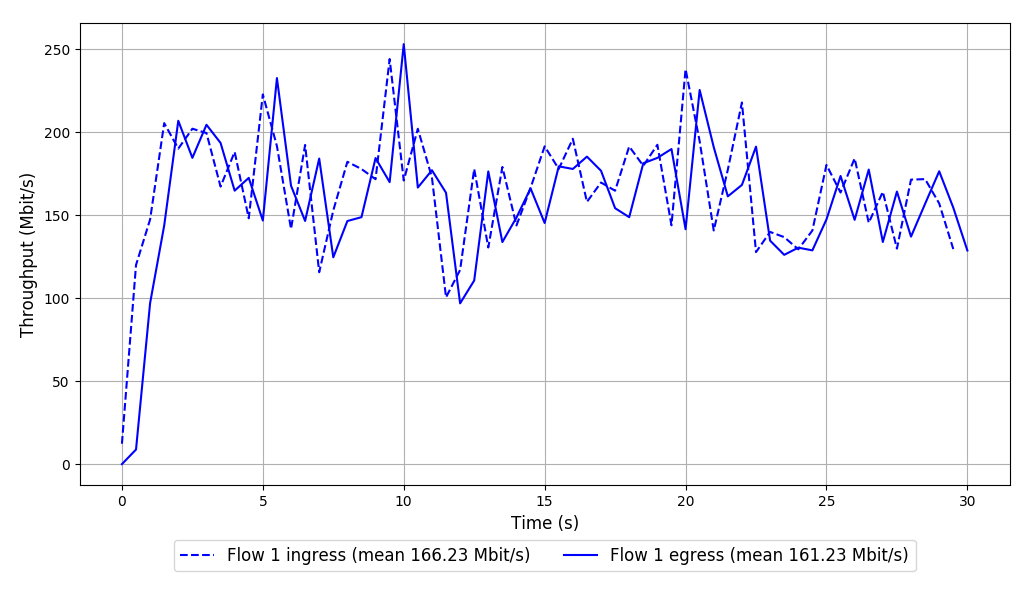 250
200
150
100
50
0
Throughput (Mbit/s)
0 5 10 15 20 25 30
Time (s)
Flow 1 ingress (mean 166.23 Mbit/s) Flow 1 egress (mean 161.23 Mbit/s)